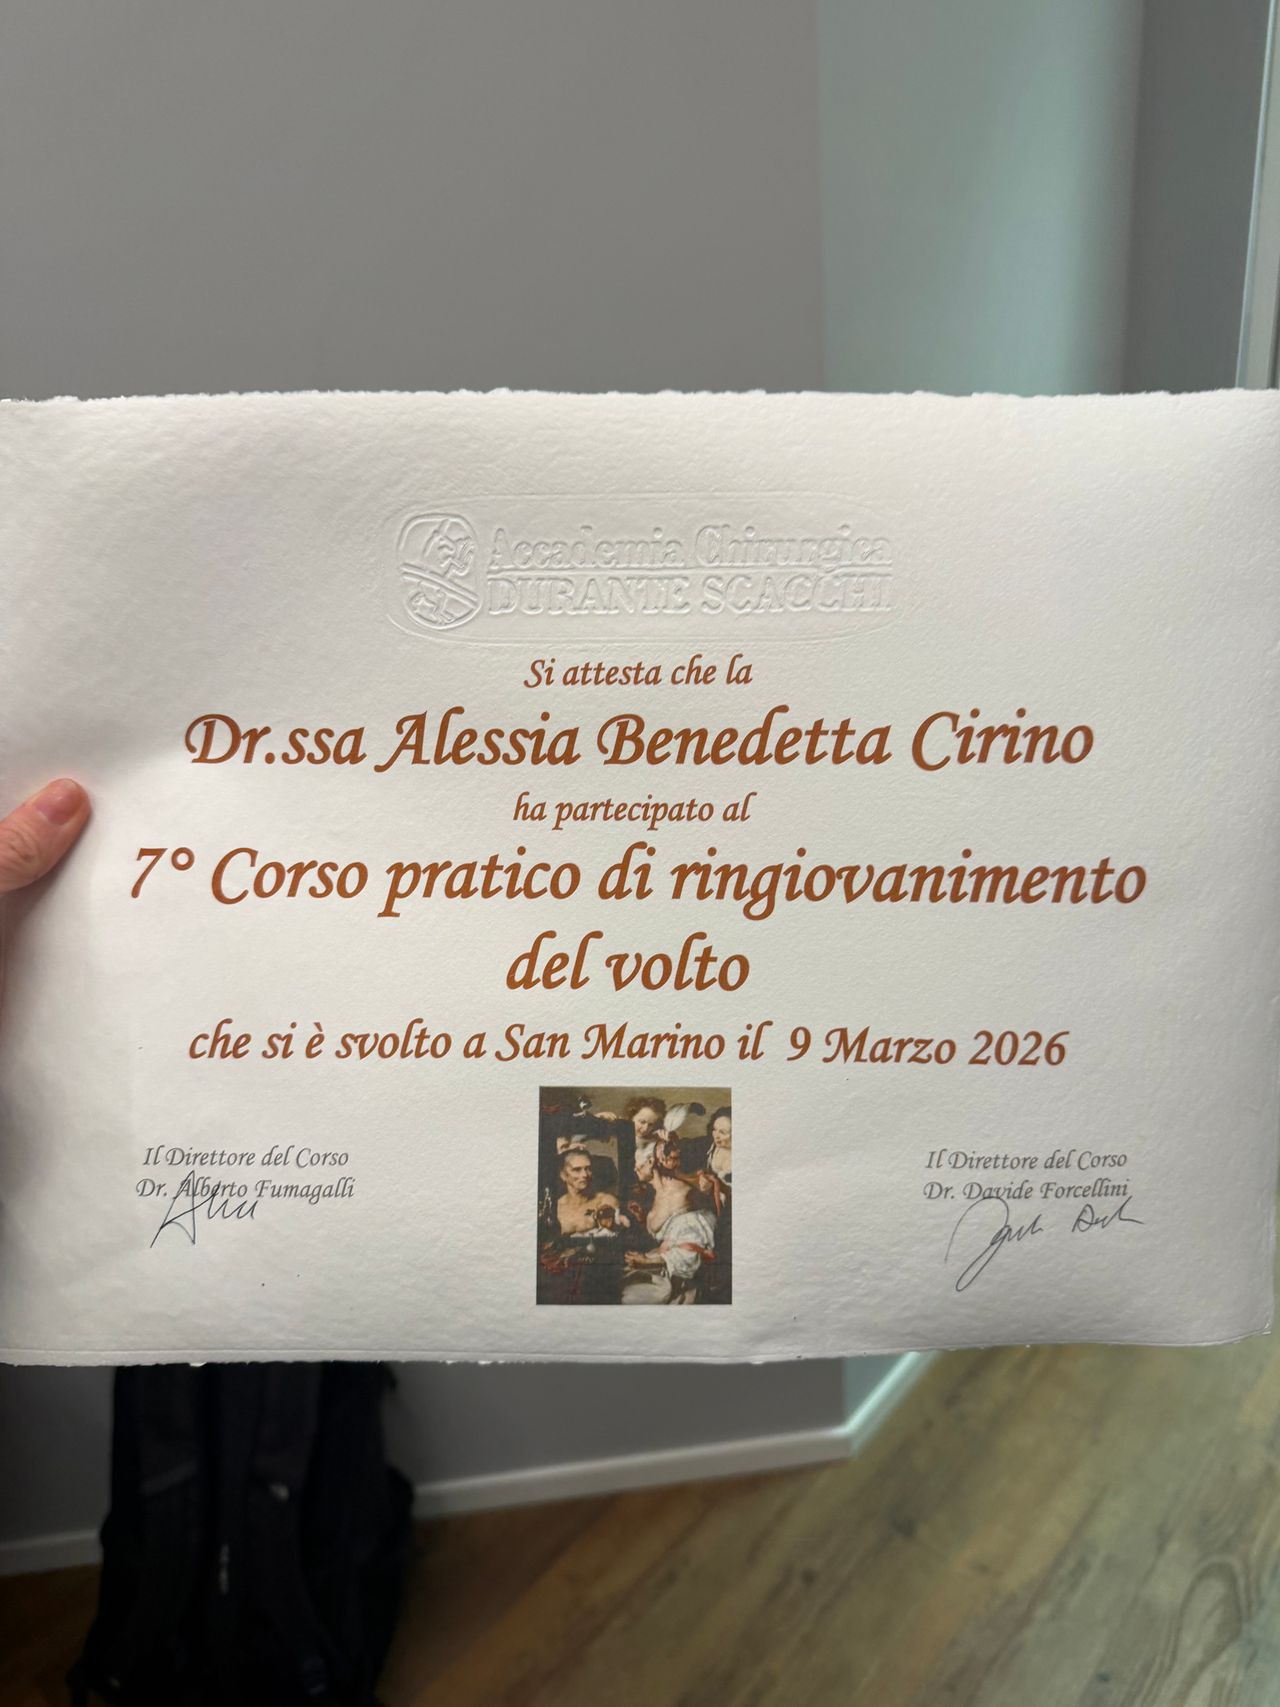 Accademia Chirurgica
DURANTE SCACCHI
Si attesta che la
Dr.ssa Alessia Benedetta Cirino
ha partecipato al
7° Corso pratico di ringiovanimento
del volto
che si è svolto a San Marino il 9 Marzo 2026
Il Direttore del Corso
Dr. Alberto Fumagalli
Il Direttore del Corso
Dr. Davide Forcellini